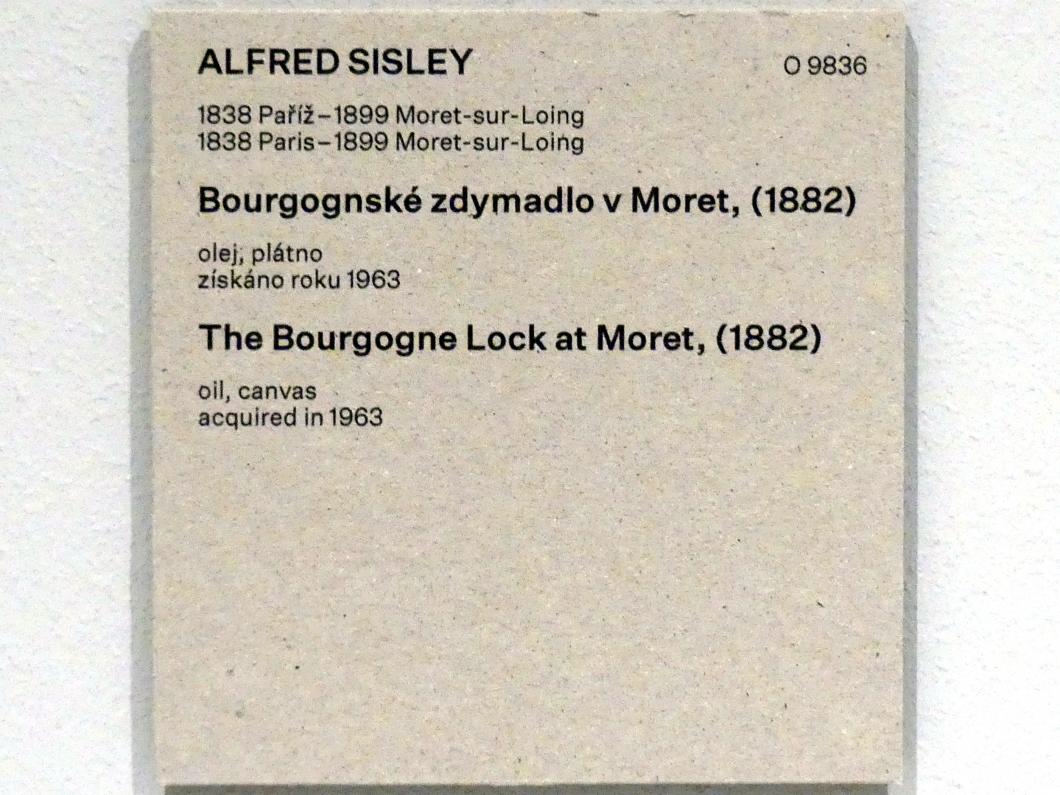 ALFRED SISLEY O 9836
1838 Paříž–1899 Moret-sur-Loing
1838 Paris–1899 Moret-sur-Loing
Bourgognské zdymadlo v Moret, (1882)
olej, plátno
získáno roku 1963
The Bourgogne Lock at Moret, (1882)
oil, canvas
acquired in 1963